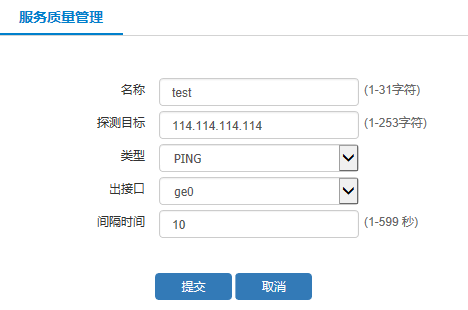 服务质量管理
名称 test (1-31字符)
探测目标 114.114.114.114 (1-253字符)
类型 PING
出接口 ge0
间隔时间 10 (1-599 秒)
提交 取消